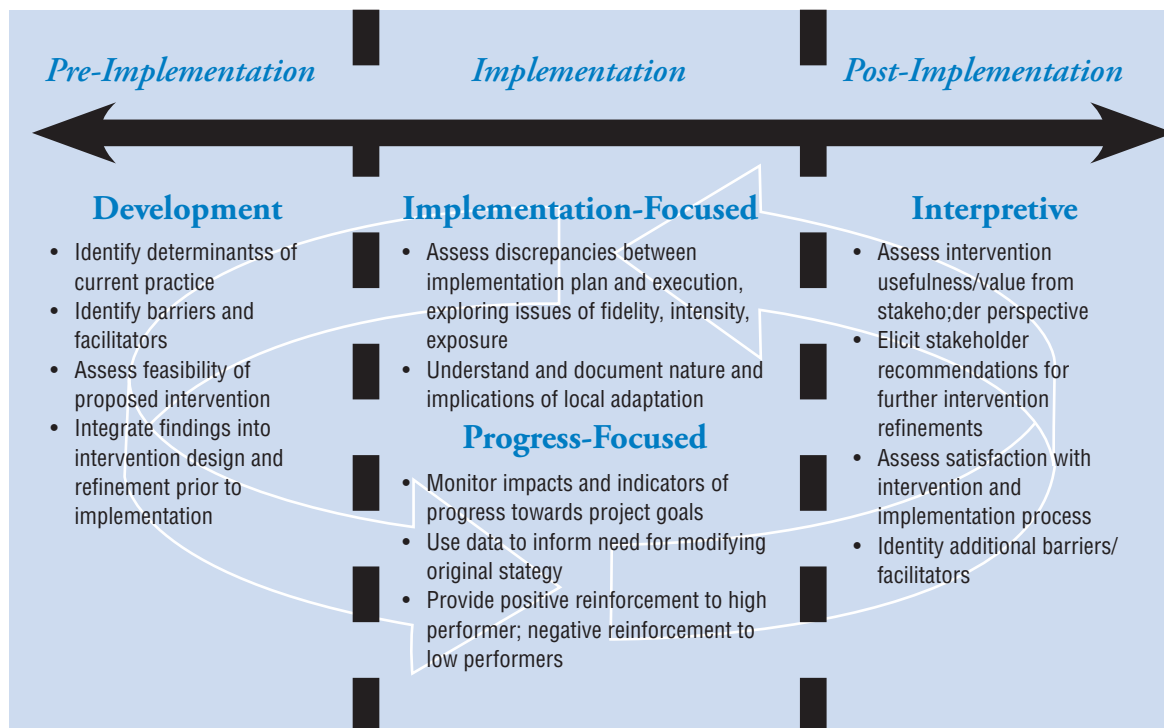 Pre-Implementation
Implementation
Post-Implementation
Development
• Identify determinantss of
current practice
• Identify barriers and
facilitators
• Assess feasibility of
proposed intervention
• Integrate findings into
intervention design and
refinement prior to
implementation
Implementation-Focused
• Assess discrepancies between
implementation plan and execution,
exploring issues of fidelity, intensity,
exposure
• Understand and document nature and
implications of local adaptation
Progress-Focused
• Monitor impacts and indicators of
progress towards project goals
• Use data to inform need for modifying
original stategy
• Provide positive reinforcement to high
performer; negative reinforcement to
low performers
Interpretive
• Assess intervention
usefulness/value from
stakeho;der perspective
• Elicit stakeholder
recommendations for
further intervention
refinements
• Assess satisfaction with
intervention and
implementation process
• Identity additional barriers/
facilitators